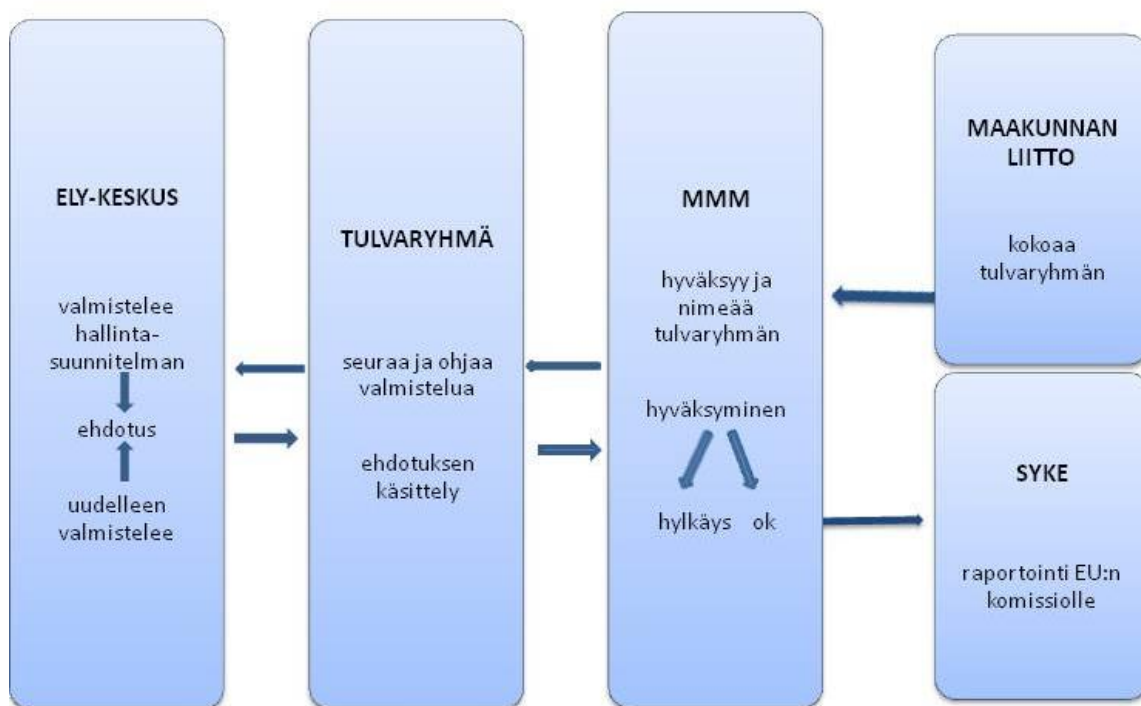 ELY-KESKUS
valmistelee
hallinta-
suunnitelman
ehdotus
uudelleen
valmistelee
TULVARYHMÄ
seuraa ja ohjaa
valmistelua
ehdotuksen
käsittely
MMM
hyväksyy ja
nimeää
tulvaryhmän
hyväksyminen
hylkäys ok
MAAKUNNAN
LIITTO
kokoaa
tulvaryhmän
SYKE
raportointi EU:n
komissiolle